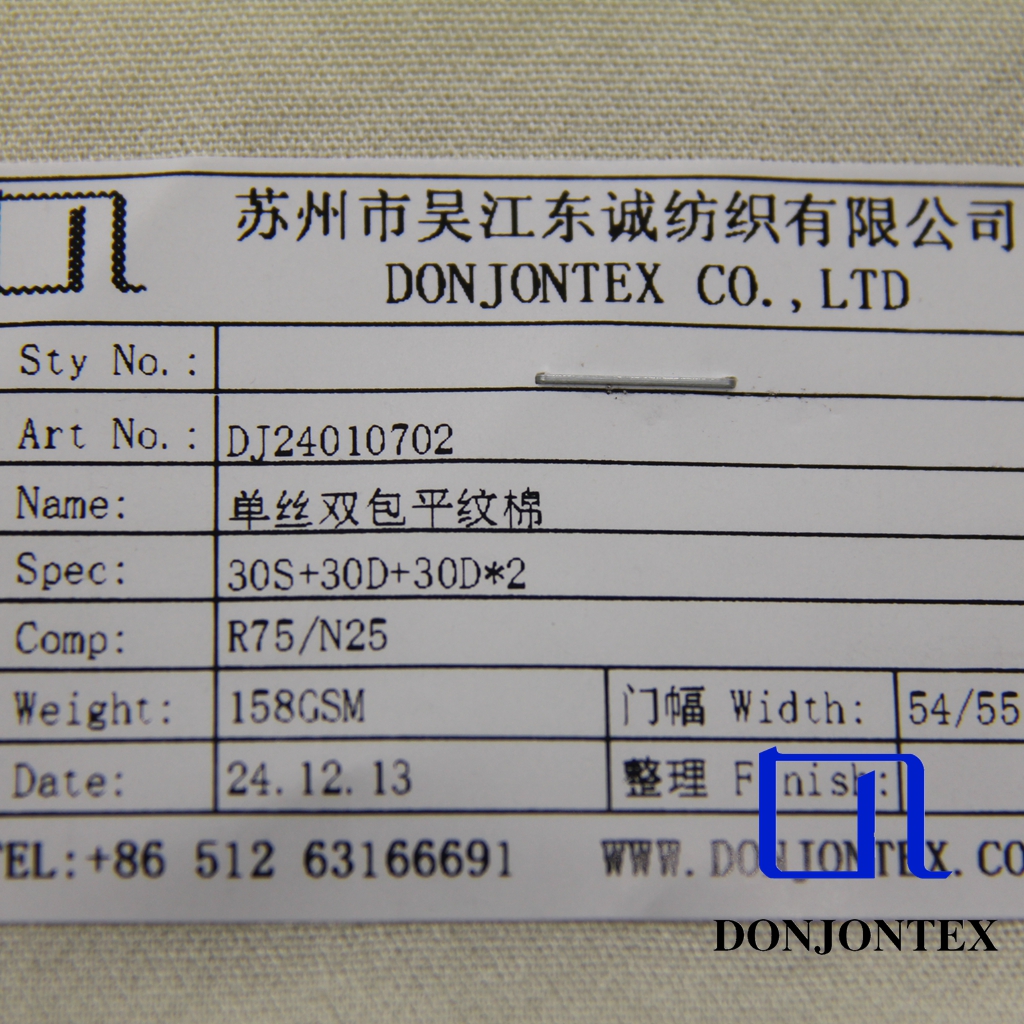 苏州市吴江东诚纺织有限公司
DONJONTEX CO.,LTD
Sty No.:
Art No.: DJ24010702
Name: 单丝双包平纹棉
Spec: 30S+30D+30D*2
Comp: R75/N25
Weight: 158GSM 门幅 Width: 54/55
Date: 24.12.13 整理 Finish:
TEL:+86 512 63166691 WWW.DONJONTEX.CO
DONJONTEX